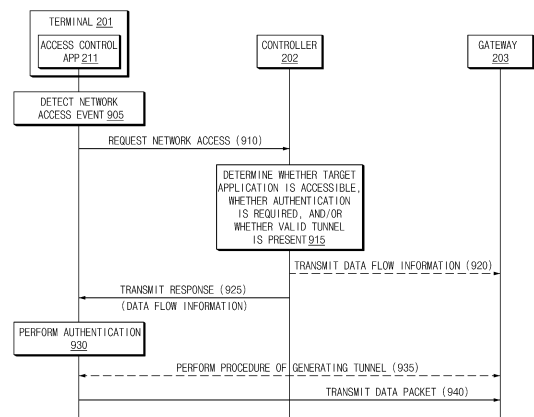 TERMINAL 201
ACCESS CONTROL
APP 211
CONTROLLER
202
GATEWAY
203
DETECT NETWORK
ACCESS EVENT 905
REQUEST NETWORK ACCESS (910)
DETERMINE WHETHER TARGET
APPLICATION IS ACCESSIBLE,
WHETHER AUTHENTICATION
IS REQUIRED, AND/OR
WHETHER VALID TUNNEL
IS PRESENT 915
TRANSMIT DATA FLOW INFORMATION (920)
TRANSMIT RESPONSE (925)
(DATA FLOW INFORMATION)
PERFORM AUTHENTICATION
930
PERFORM PROCEDURE OF GENERATING TUNNEL (935)
TRANSMIT DATA PACKET (940)